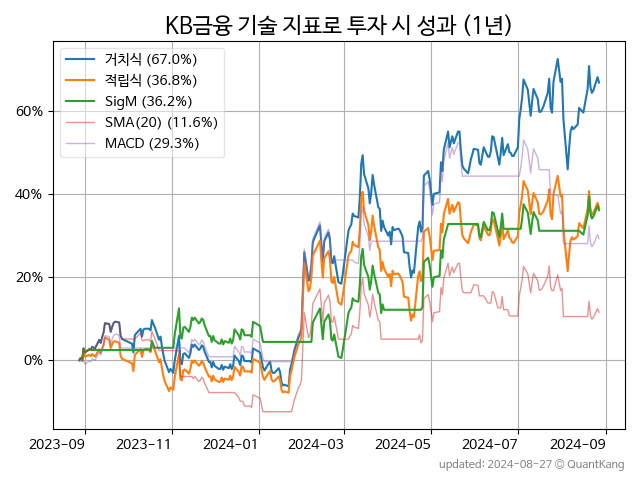 KB금융 기술 지표로 투자 시 성과 (1년)
거치식 (67.0%)
적립식 (36.8%)
SigM (36.2%)
SMA(20) (11.6%)
MACD (29.3%)
60%
40%
20%
0%
2023-09 2023-11 2024-01 2024-03 2024-05 2024-07 2024-09
updated: 2024-08-27 © QuantKang